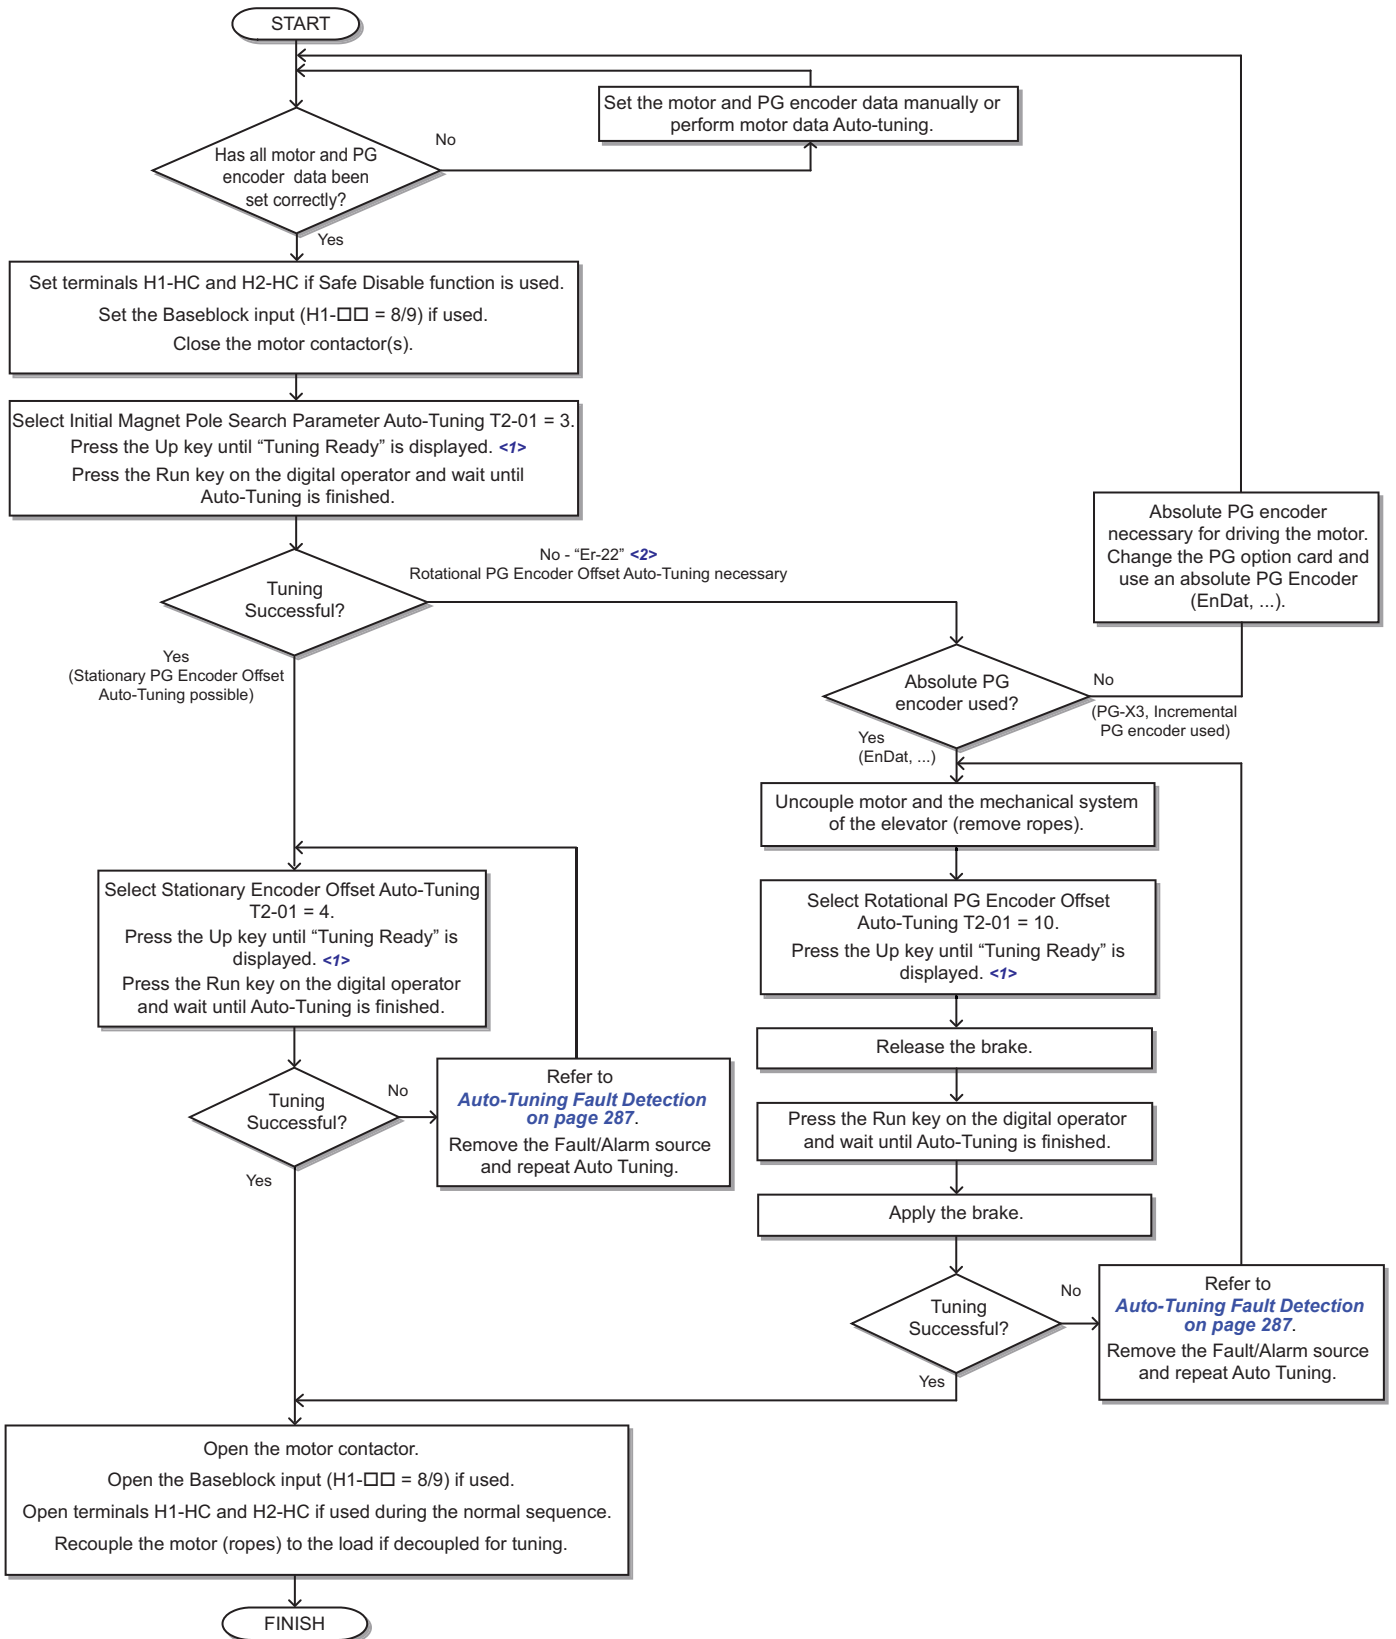 START
Set the motor and PG encoder data manually or
perform motor data Auto-tuning.
No
Has all motor and PG
encoder data been
set correctly?
Yes
Set terminals H1-HC and H2-HC if Safe Disable function is used.
Set the Baseblock input (H1-□□ = 8/9) if used.
Close the motor contactor(s).
Select Initial Magnet Pole Search Parameter Auto-Tuning T2-01 = 3.
Press the Up key until “Tuning Ready” is displayed. <1>
Press the Run key on the digital operator and wait until
Auto-Tuning is finished.
Absolute PG encoder
necessary for driving the motor.
Change the PG option card and
use an absolute PG Encoder
(EnDat, ...).
No - “Er-22” <2>
Rotational PG Encoder Offset Auto-Tuning necessary
Tuning
Successful?
Yes
(Stationary PG Encoder Offset
Auto-Tuning possible)
Absolute PG
encoder used?
No
(PG-X3, Incremental
PG encoder used)
Yes
(EnDat, ...)
Uncouple motor and the mechanical system
of the elevator (remove ropes).
Select Rotational PG Encoder Offset
Auto-Tuning T2-01 = 10.
Press the Up key until “Tuning Ready” is
displayed. <1>
Select Stationary Encoder Offset Auto-Tuning
T2-01 = 4.
Press the Up key until “Tuning Ready” is
displayed. <1>
Press the Run key on the digital operator
and wait until Auto-Tuning is finished.
Release the brake.
Tuning
Successful?
No
Refer to
Auto-Tuning Fault Detection
on page 287.
Remove the Fault/Alarm source
and repeat Auto Tuning.
Yes
Press the Run key on the digital operator
and wait until Auto-Tuning is finished.
Apply the brake.
Tuning
Successful?
No
Refer to
Auto-Tuning Fault Detection
on page 287.
Remove the Fault/Alarm source
and repeat Auto Tuning.
Yes
Open the motor contactor.
Open the Baseblock input (H1-□□ = 8/9) if used.
Open terminals H1-HC and H2-HC if used during the normal sequence.
Recouple the motor (ropes) to the load if decoupled for tuning.
FINISH